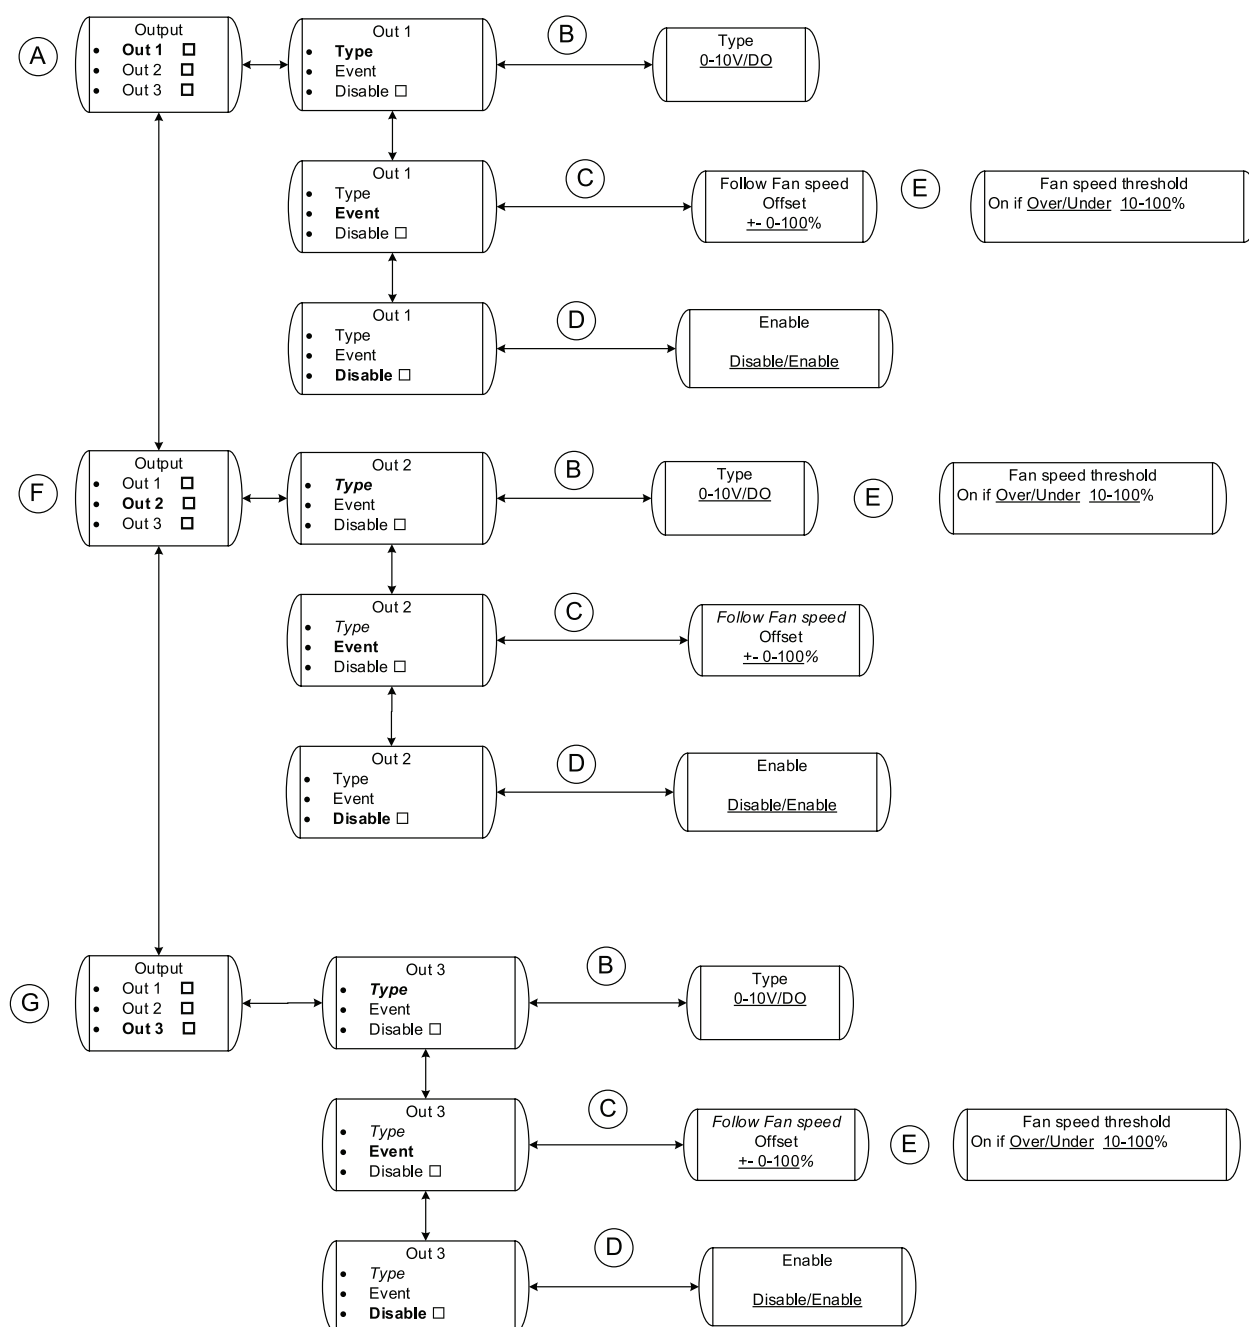 A
Output
• Out 1 ☐
• Out 2 ☐
• Out 3 ☐
Out 1
• Type
• Event
• Disable ☐
B
Type
0-10V/DO
Out 1
• Type
• Event
• Disable ☐
C
Follow Fan speed
Offset
+- 0-100%
E
Fan speed threshold
On if Over/Under 10-100%
Out 1
• Type
• Event
• Disable ☐
D
Enable
Disable/Enable
F
Output
• Out 1 ☐
• Out 2 ☐
• Out 3 ☐
Out 2
• Type
• Event
• Disable ☐
B
Type
0-10V/DO
E
Fan speed threshold
On if Over/Under 10-100%
Out 2
• Type
• Event
• Disable ☐
C
Follow Fan speed
Offset
+- 0-100%
Out 2
• Type
• Event
• Disable ☐
D
Enable
Disable/Enable
G
Output
• Out 1 ☐
• Out 2 ☐
• Out 3 ☐
Out 3
• Type
• Event
• Disable ☐
B
Type
0-10V/DO
Out 3
• Type
• Event
• Disable ☐
C
Follow Fan speed
Offset
+- 0-100%
E
Fan speed threshold
On if Over/Under 10-100%
Out 3
• Type
• Event
• Disable ☐
D
Enable
Disable/Enable